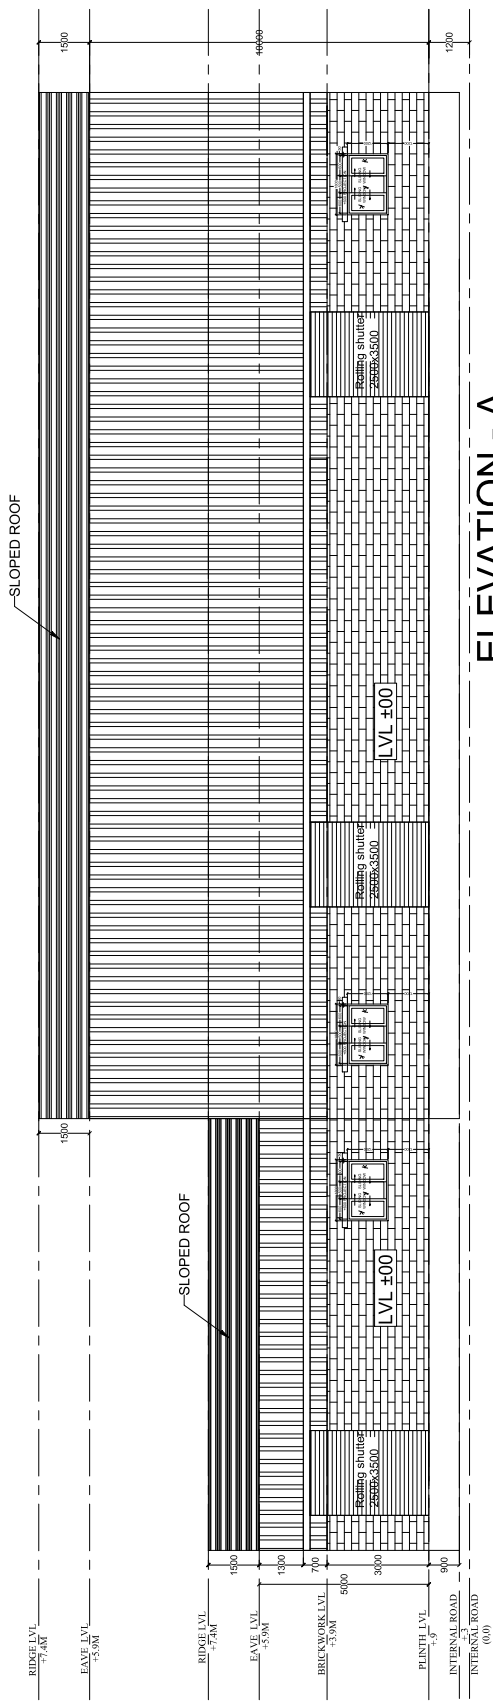 1500
10000
1200
SLOPED ROOF
Rolling shutter
2500x3500
LVL ±00
Rolling shutter
2500x3500
1500
SLOPED ROOF
LVL ±00
Rolling shutter
2500x3500
1500
1300
700
3000
900
5000
RIDGE LVL
+7.4M
EAVE LVL
+5.9M
RIDGE LVL
+7.4M
EAVE LVL
+5.9M
BRICKWORK LVL
+3.9M
PLINTH LVL
+.9
INTERNAL ROAD
+.3
INTERNAL ROAD
(0,0)
ELEVATION - A